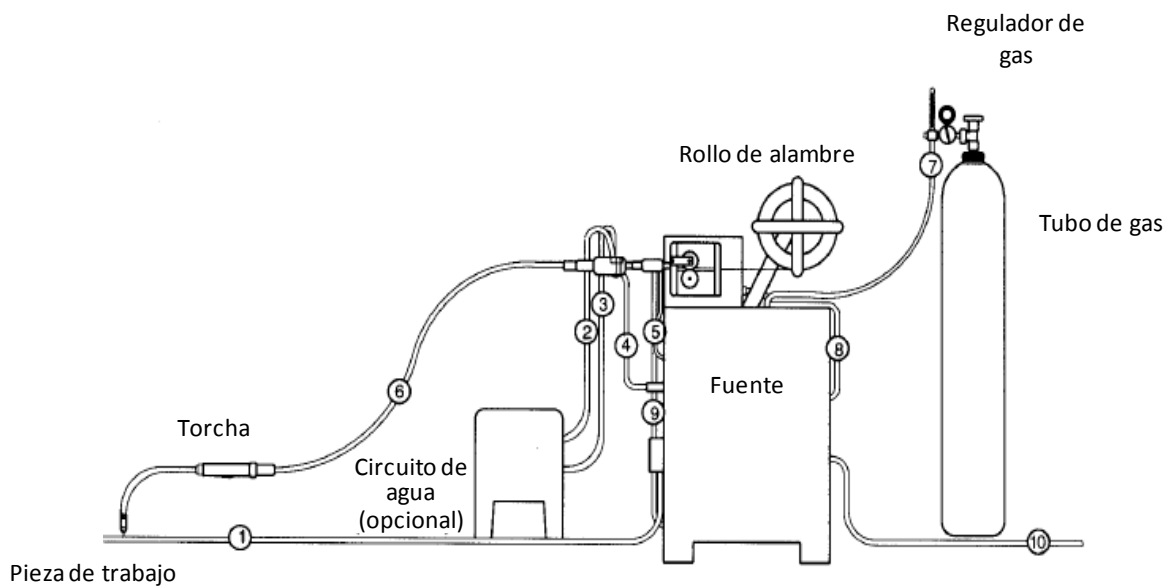 Regulador de
gas
Rollo de alambre
7
Tubo de gas
3
2
5
4
8
6
Fuente
9
Torcha
Circuito de
agua
(opcional)
1
10
Pieza de trabajo